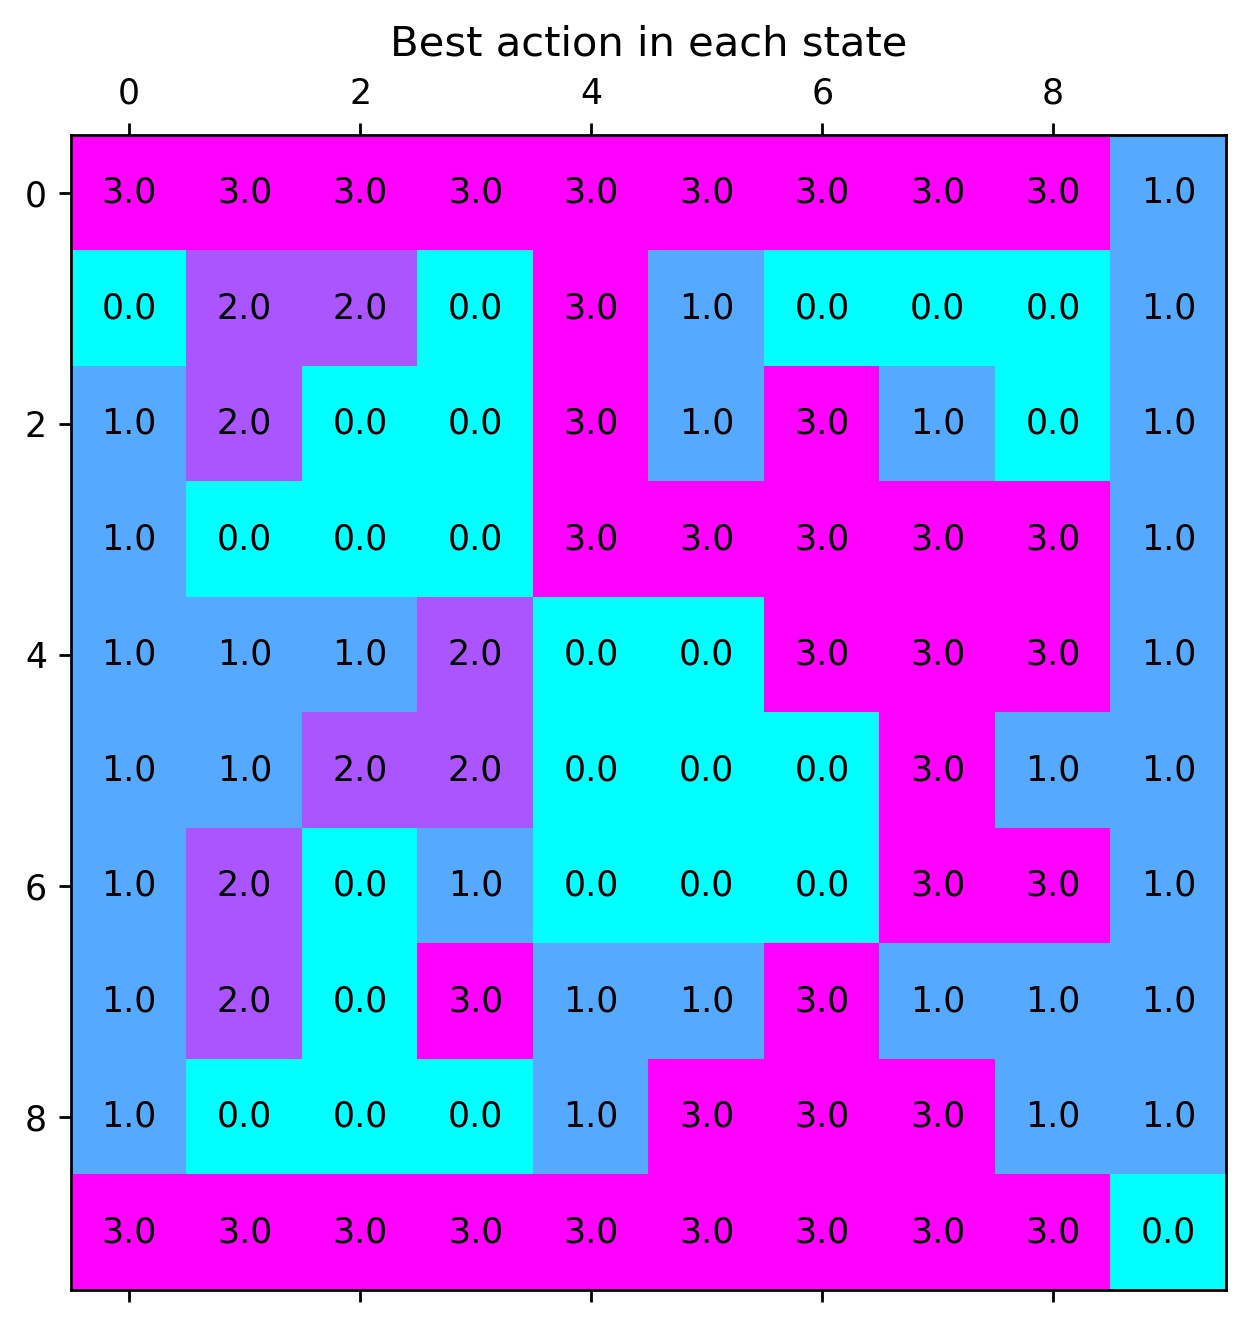 Best action in each state
0 2 4 6 8
0 3.0 3.0 3.0 3.0 3.0 3.0 3.0 3.0 3.0 1.0
0.0 2.0 2.0 0.0 3.0 1.0 0.0 0.0 0.0 1.0
2 1.0 2.0 0.0 0.0 3.0 1.0 3.0 1.0 0.0 1.0
1.0 0.0 0.0 0.0 3.0 3.0 3.0 3.0 3.0 1.0
4 1.0 1.0 1.0 2.0 0.0 0.0 3.0 3.0 3.0 1.0
1.0 1.0 2.0 2.0 0.0 0.0 0.0 3.0 1.0 1.0
6 1.0 2.0 0.0 1.0 0.0 0.0 0.0 3.0 3.0 1.0
1.0 2.0 0.0 3.0 1.0 1.0 3.0 1.0 1.0 1.0
8 1.0 0.0 0.0 0.0 1.0 3.0 3.0 3.0 1.0 1.0
3.0 3.0 3.0 3.0 3.0 3.0 3.0 3.0 3.0 0.0